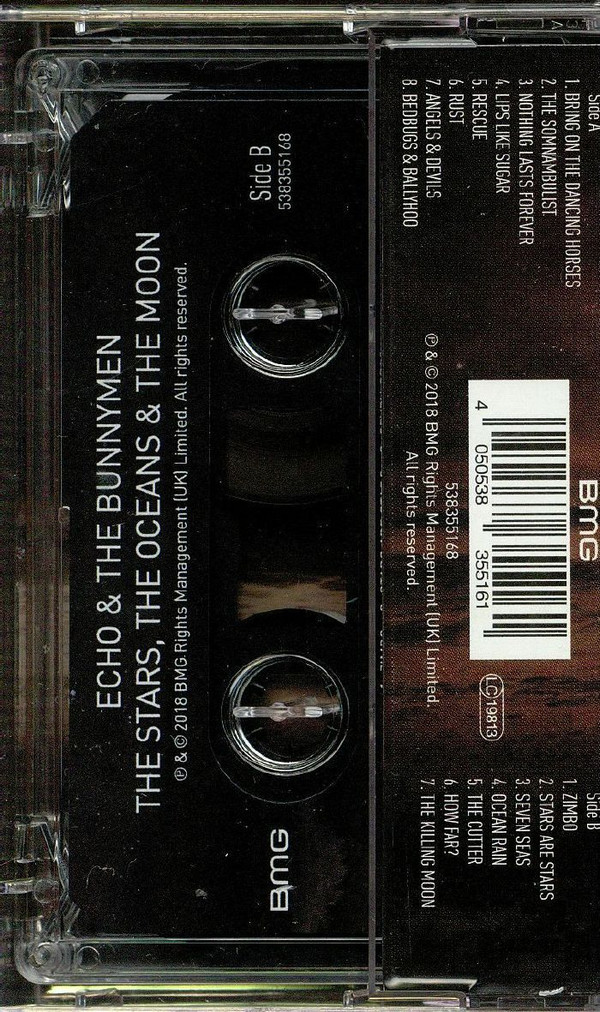 ECHO & THE BUNNYMEN
THE STARS, THE OCEANS & THE MOON
℗ & © 2018 BMG Rights Management (UK) Limited. All rights reserved.
Side B
538355168
BMG
Side A
1. BRING ON THE DANCING HORSES
2. THE SOMNAMBULIST
3. NOTHING LASTS FOREVER
4. LIPS LIKE SUGAR
5. RESCUE
6. RUST
7. ANGELS & DEVILS
8. BEDBUGS & BALLYHOO
BMG
4 050538 355161
LC 19813
538355168
℗ & © 2018 BMG Rights Management (UK) Limited.
All rights reserved.
Side B
1. ZIMBO
2. STARS ARE STARS
3. SEVEN SEAS
4. OCEAN RAIN
5. THE CUTTER
6. HOW FAR?
7. THE KILLING MOON